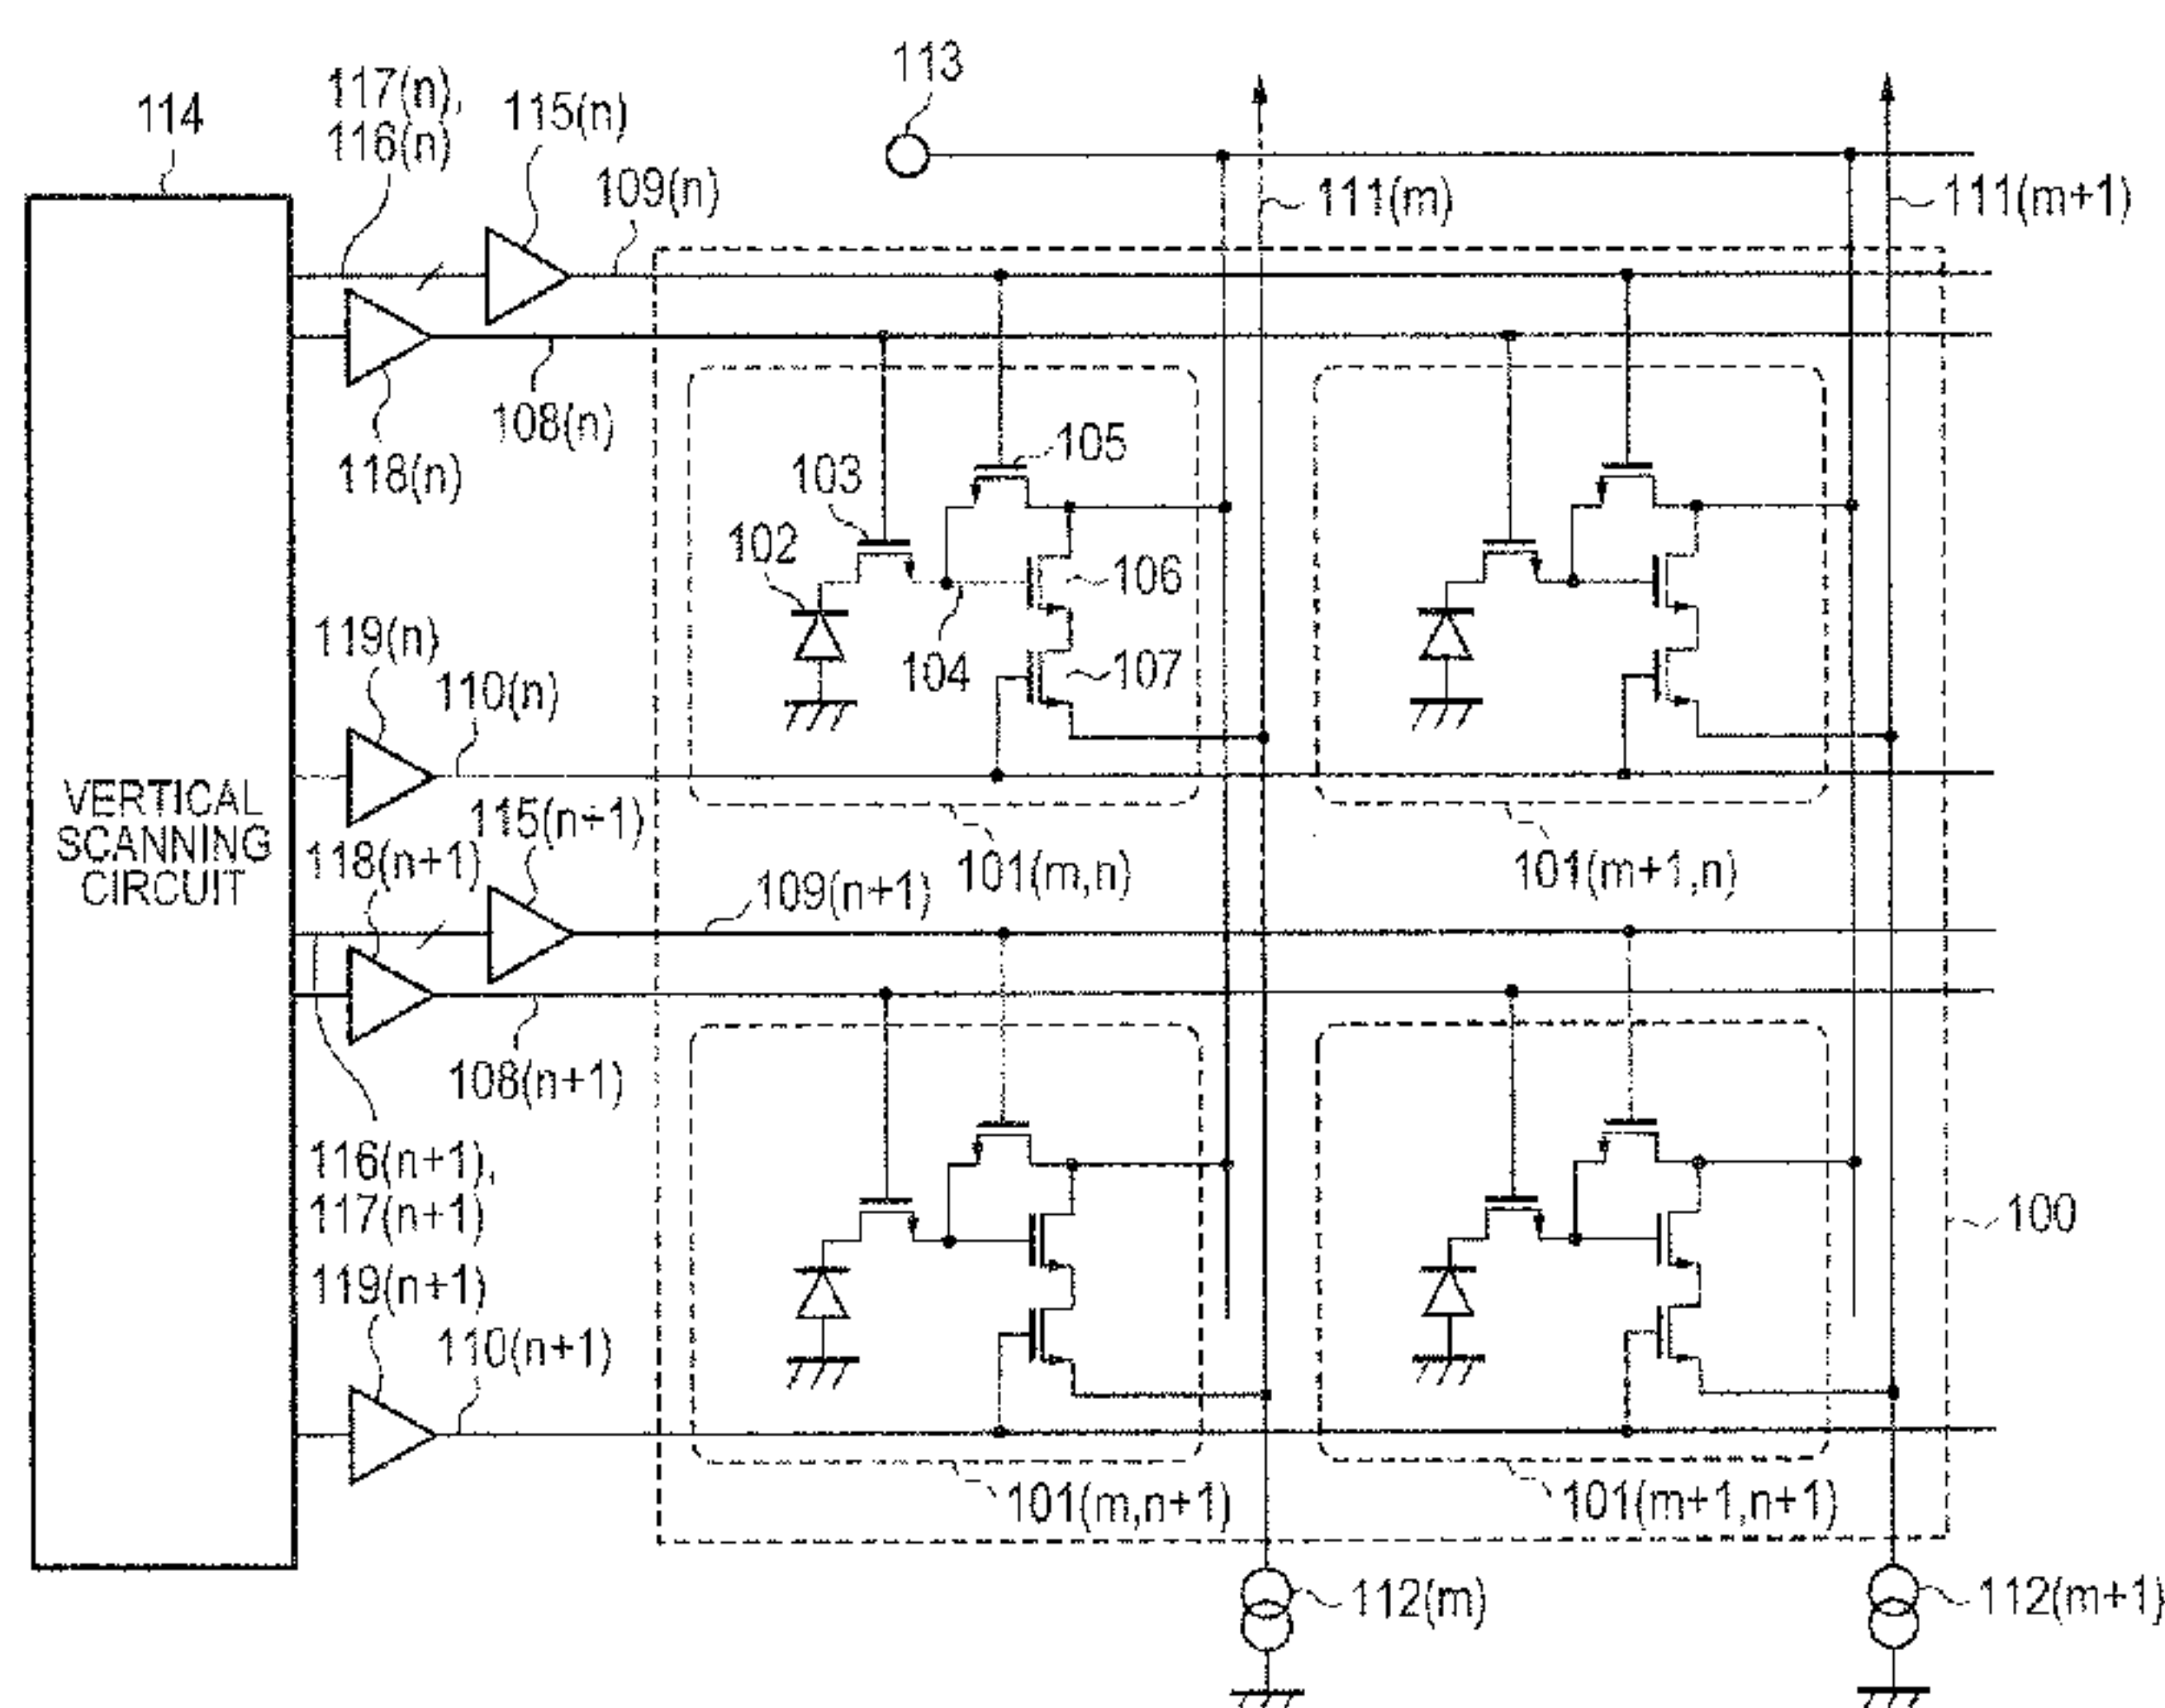 113
117(n),
116(n)
115(n)
114
109(n)
111(m)
111(m+1)
108(n)
118(n)
105
103
102
106
104
107
119(n)
110(n)
VERTICAL
SCANNING
CIRCUIT
115(n+1)
118(n+1)
109(n+1)
101(m,n)
101(m+1,n)
108(n+1)
116(n+1),
117(n+1)
100
119(n+1)
110(n+1)
101(m,n+1)
101(m+1,n+1)
112(m)
112(m+1)